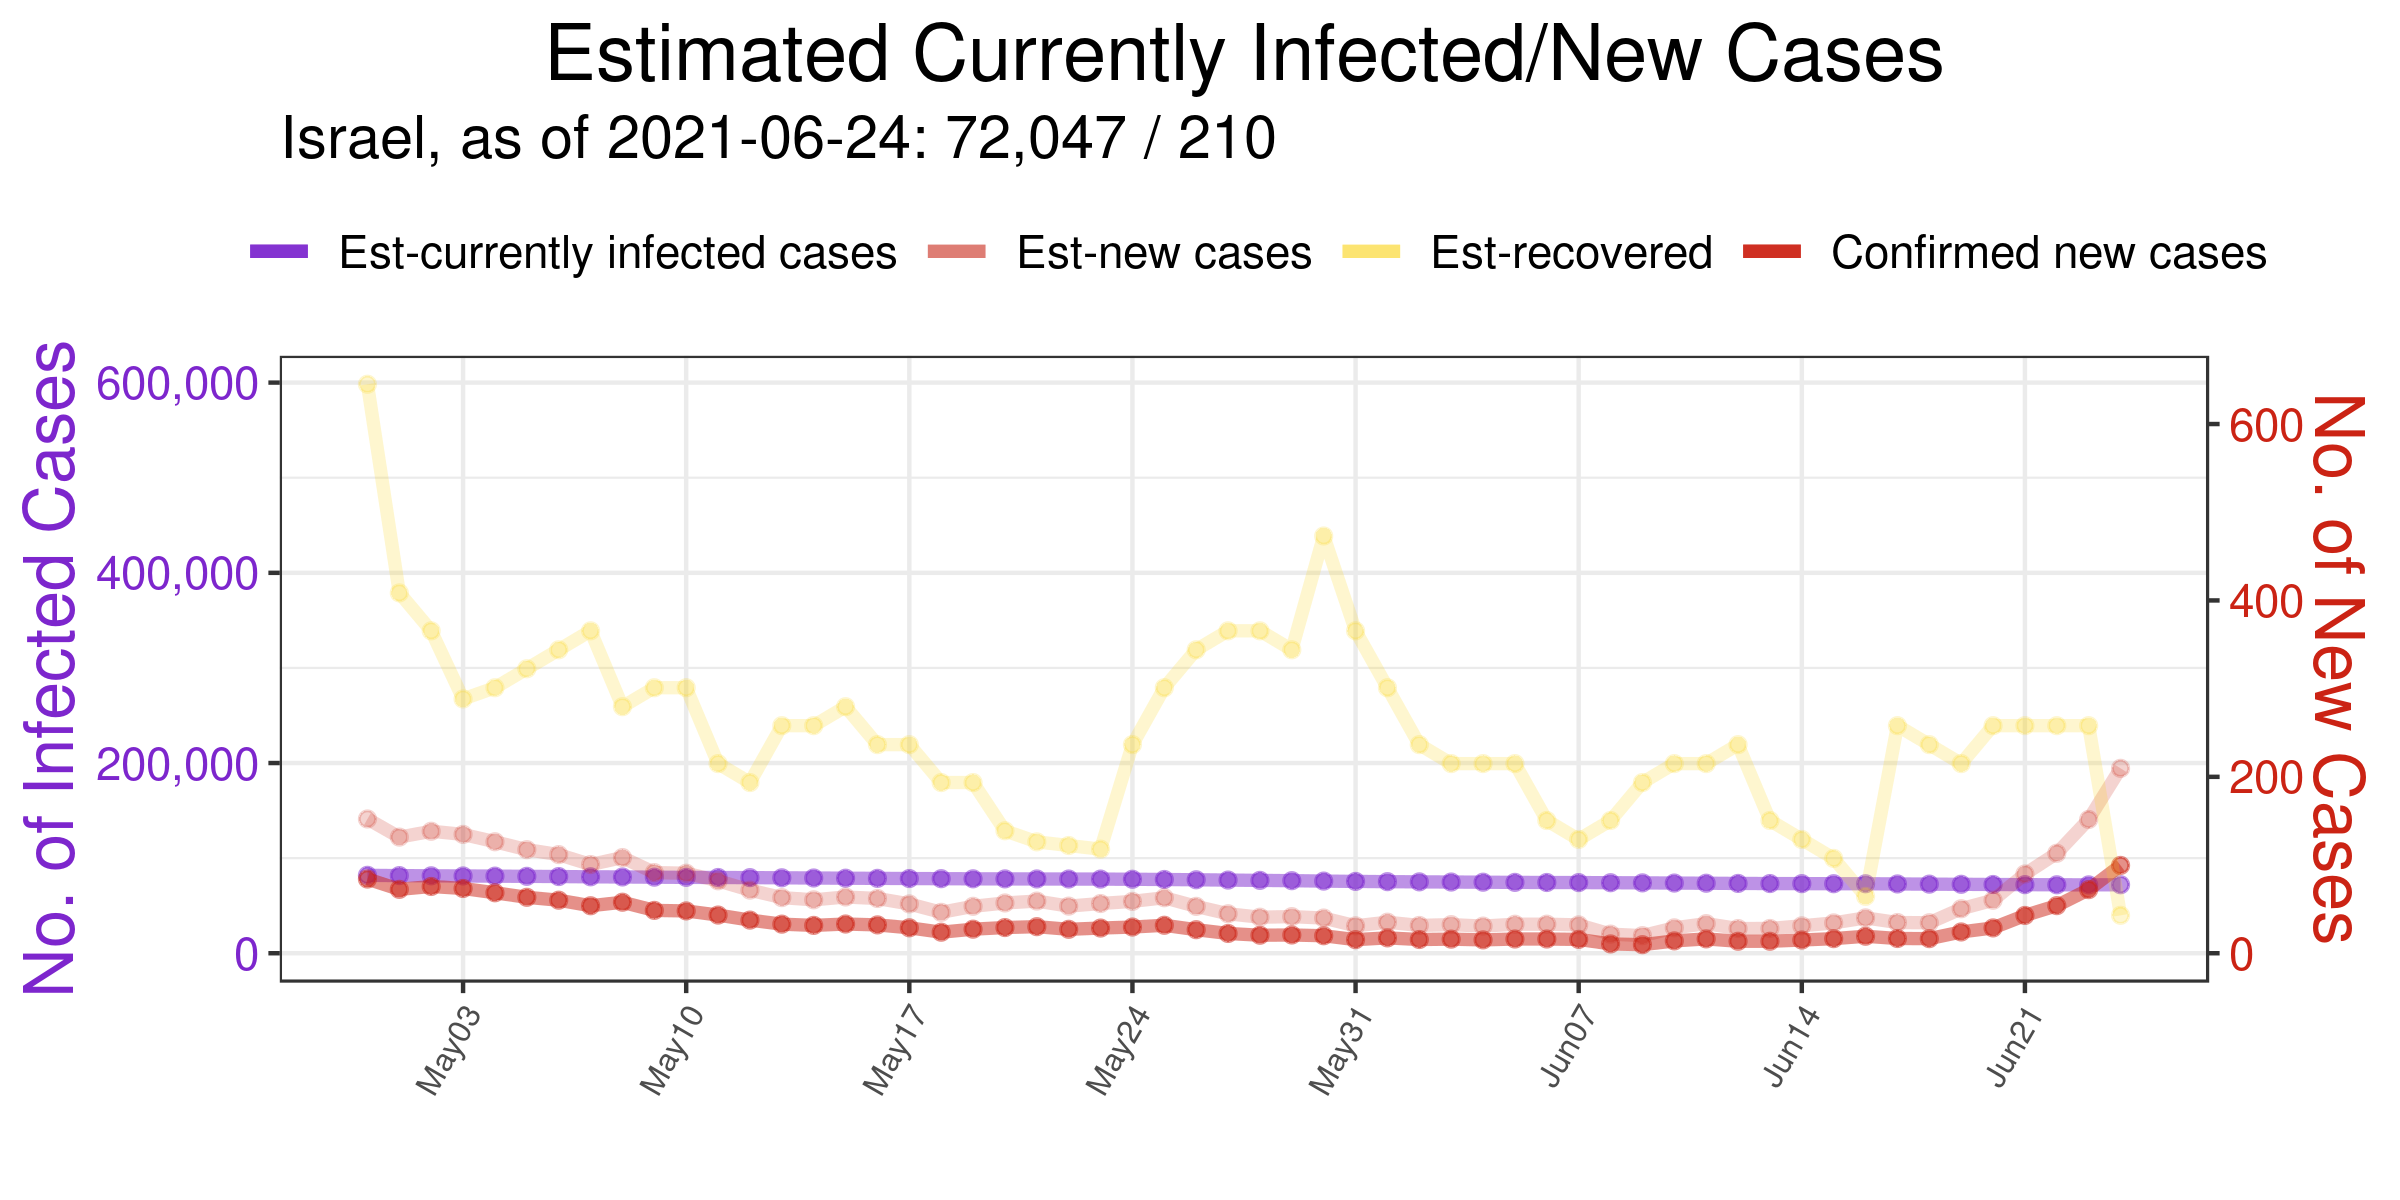 Estimated Currently Infected/New Cases
Israel, as of 2021-06-24: 72,047 / 210
Est-currently infected cases Est-new cases Est-recovered Confirmed new cases
No. of Infected Cases
600,000
400,000
200,000
0
600
400
200
0
No. of New Cases
May03 May10 May17 May24 May31 Jun07 Jun14 Jun21